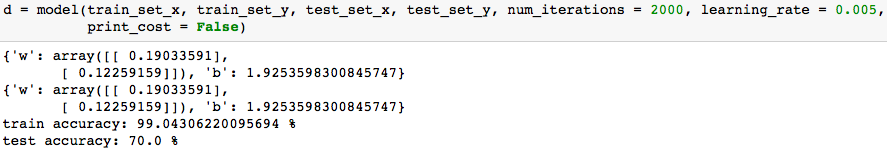 d = model(train_set_x, train_set_y, test_set_x, test_set_y, num_iterations = 2000, learning_rate = 0.005,
print_cost = False)
{'w': array([[ 0.19033591],
[ 0.12259159]]), 'b': 1.9253598300845747}
{'w': array([[ 0.19033591],
[ 0.12259159]]), 'b': 1.9253598300845747}
train accuracy: 99.04306220095694 %
test accuracy: 70.0 %